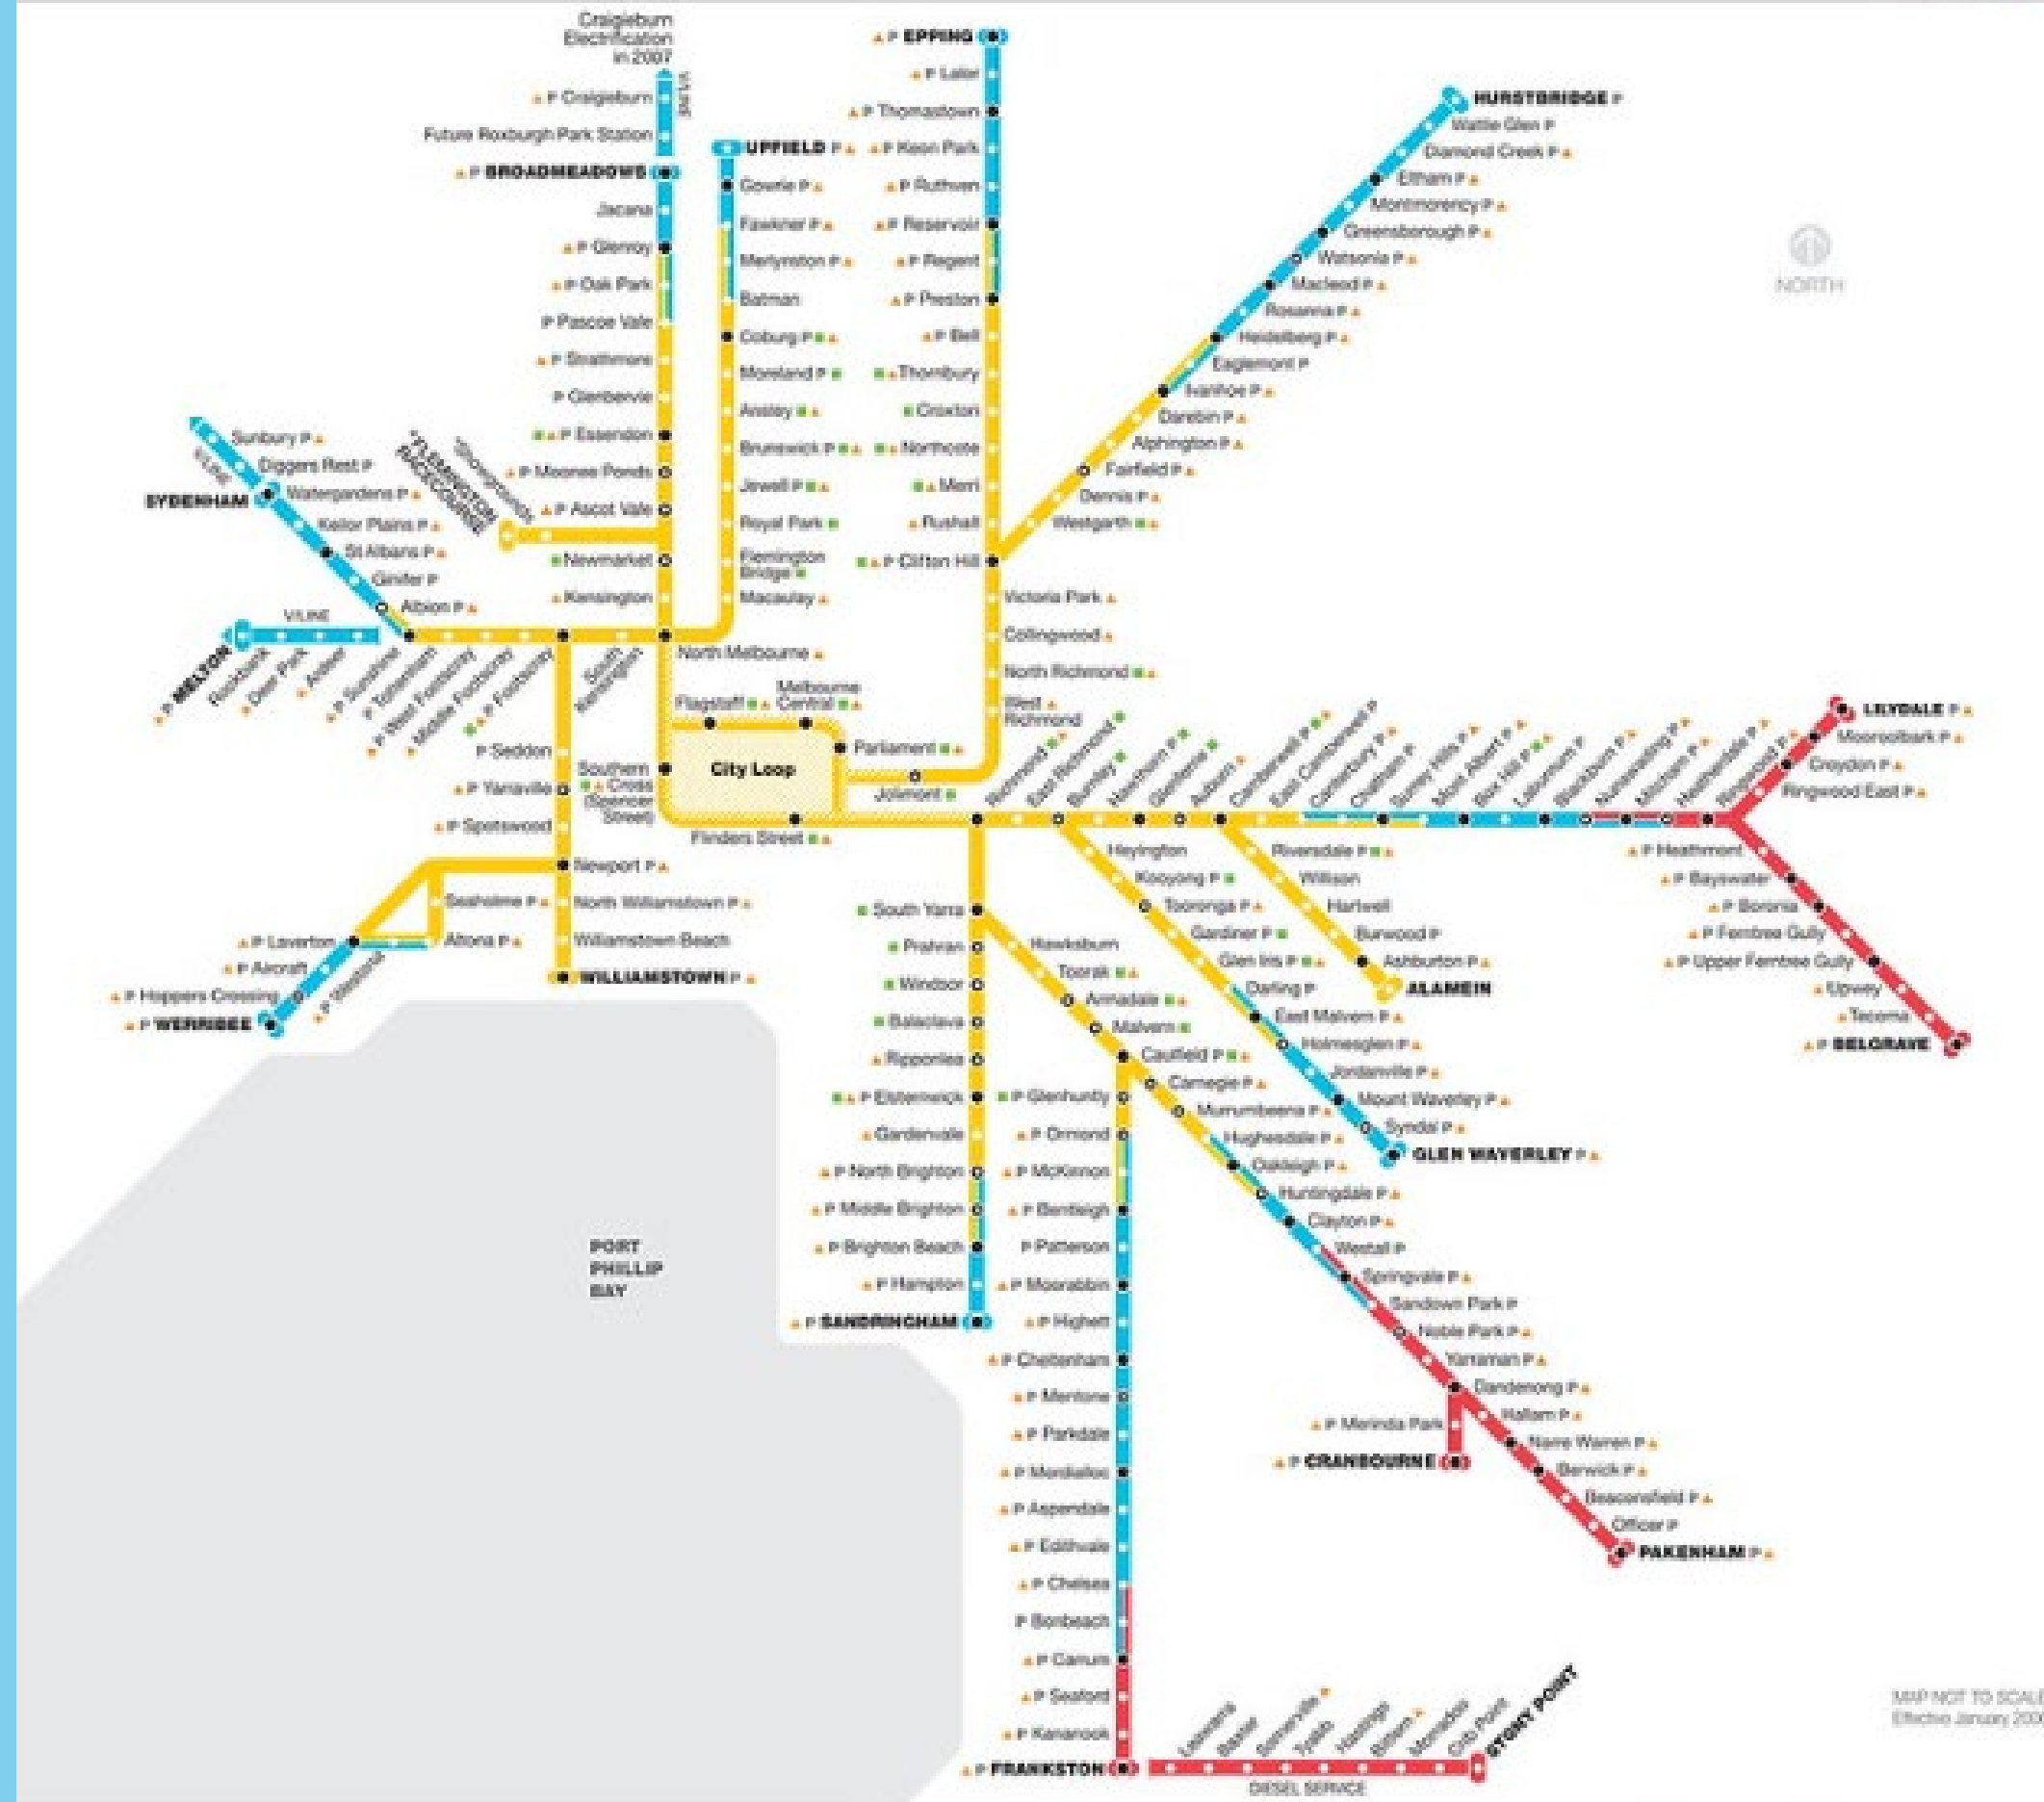 Craigieburn
Electrification
in 2007
V/LINE
P Craigieburn
Future Roxburgh Park Station
P BROADMEADOWS
Jacana
P Glenroy
P Oak Park
P Pascoe Vale
P Strathmore
P Glenbervie
P Essendon
P Moonee Ponds
P Ascot Vale
Newmarket
Kensington
*Showgrounds
*FLEMINGTON
RACECOURSE
UPFIELD P
Gowrie P
Fawkner P
Merlynston P
Batman
Coburg P
Moreland P
Anstey
Brunswick P
Jewell P
Royal Park
Flemington
Bridge
Macaulay
North Melbourne
P EPPING
P Lalor
P Thomastown
P Keon Park
P Ruthven
P Reservoir
P Regent
P Preston
P Bell
Thornbury
Croxton
Northcote
Merri
Rushall
P Clifton Hill
Victoria Park
Collingwood
North Richmond
West
Richmond
HURSTBRIDGE P
Wattle Glen P
Diamond Creek P
Eltham P
Montmorency P
Greensborough P
Watsonia P
Macleod P
Rosanna P
Heidelberg P
Eaglemont P
Ivanhoe P
Darebin P
Alphington P
Fairfield P
Dennis P
Westgarth
NORTH
Sunbury P
V/LINE
Diggers Rest P
SYDENHAM
Watergardens P
Keilor Plains P
St Albans P
Ginifer P
Albion P
V/LINE
P MELTON
Rockbank
Deer Park
Ardeer
P Sunshine
P Tottenham
P West Footscray
Middle Footscray
P Footscray
South
Kensington
P Seddon
P Yarraville
P Spotswood
Newport P
Seaholme P
North Williamstown P
P Laverton
Altona P
Williamstown Beach
P Aircraft
P Westona
WILLIAMSTOWN P
P Hoppers Crossing
P WERRIBEE
Flagstaff
Melbourne
Central
Parliament
City Loop
Southern
Cross
(Spencer
Street)
Jolimont
Flinders Street
Richmond
East Richmond
Burnley
Hawthorn P
Glenferrie
Auburn
Camberwell P
East Camberwell P
Canterbury P
Chatham P
Surrey Hills P
Mont Albert P
Box Hill P
Laburnum P
Blackburn P
Nunawading P
Mitcham P
Heatherdale P
Ringwood P
LILYDALE P
Mooroolbark P
Croydon P
Ringwood East P
P Heathmont
P Bayswater
P Boronia
P Ferntree Gully
P Upper Ferntree Gully
Upwey
Tecoma
P BELGRAVE
Riversdale P
Willison
Hartwell
Burwood P
Ashburton P
ALAMEIN
Heyington
Kooyong P
Tooronga P
Gardiner P
Glen Iris P
Darling P
East Malvern P
Holmesglen P
Jordanville P
Mount Waverley P
Syndal P
GLEN WAVERLEY P
South Yarra
Prahran
Windsor
Balaclava
Ripponlea
P Elsternwick
Gardenvale
P North Brighton
P Middle Brighton
P Brighton Beach
P Hampton
P SANDRINGHAM
Hawksburn
Toorak
Armadale
Malvern
Caulfield P
Carnegie P
Murrumbeena P
Hughesdale P
Oakleigh P
Huntingdale P
Clayton P
Westall P
Springvale P
Sandown Park P
Noble Park P
Yarraman P
Dandenong P
Hallam P
Narre Warren P
Berwick P
Beaconsfield P
Officer P
PAKENHAM P
P Merinda Park
P CRANBOURNE
P Glenhuntly
P Ormond
P McKinnon
P Bentleigh
P Patterson
P Moorabbin
P Highett
P Cheltenham
P Mentone
P Parkdale
P Mordialloc
P Aspendale
P Edithvale
P Chelsea
P Bonbeach
P Carrum
P Seaford
P Kananook
P FRANKSTON
Leawarra
Baxter
Somerville
Tyabb
Hastings
Bittern
Morradoo
Crib Point
STONY POINT
DIESEL SERVICE
PORT
PHILLIP
BAY
MAP NOT TO SCALE
Effective January